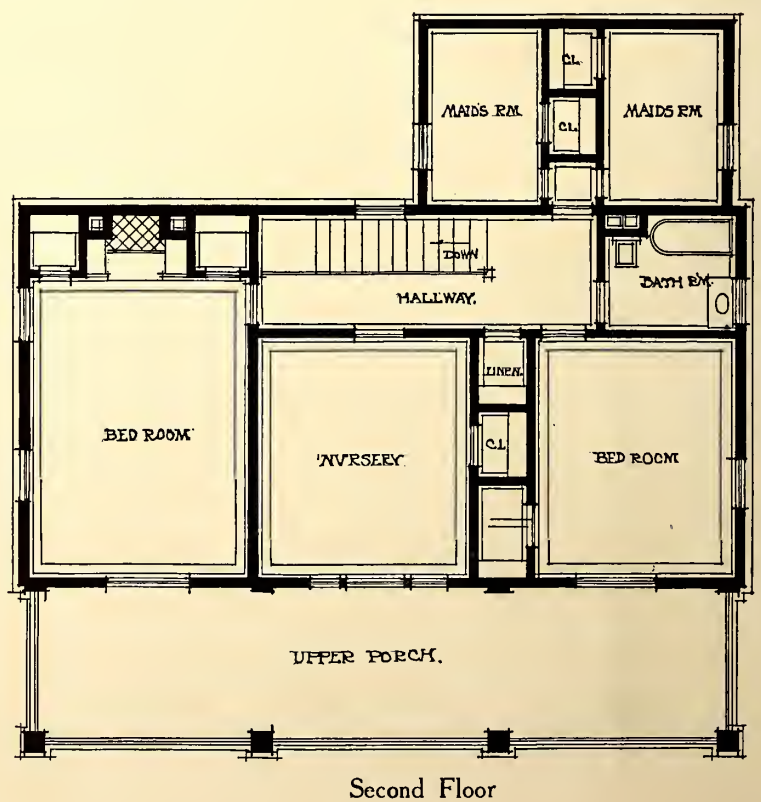 CL.
MAID'S RM.
MAIDS RM
CL.
DOWN
BATH R'M.
HALLWAY.
LINEN.
BED ROOM
NURSERY.
CL.
BED ROOM
UPPER PORCH.
Second Floor